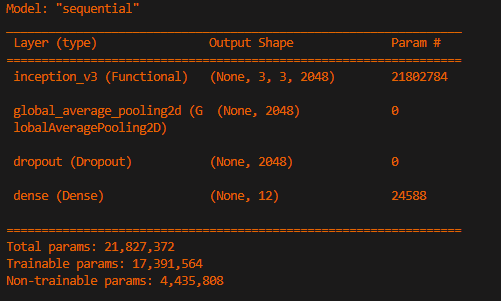 Model: "sequential"
_________________________________________________________________
Layer (type) Output Shape Param #
=================================================================
inception_v3 (Functional) (None, 3, 3, 2048) 21802784
global_average_pooling2d (G (None, 2048) 0
lobalAveragePooling2D)
dropout (Dropout) (None, 2048) 0
dense (Dense) (None, 12) 24588
=================================================================
Total params: 21,827,372
Trainable params: 17,391,564
Non-trainable params: 4,435,808